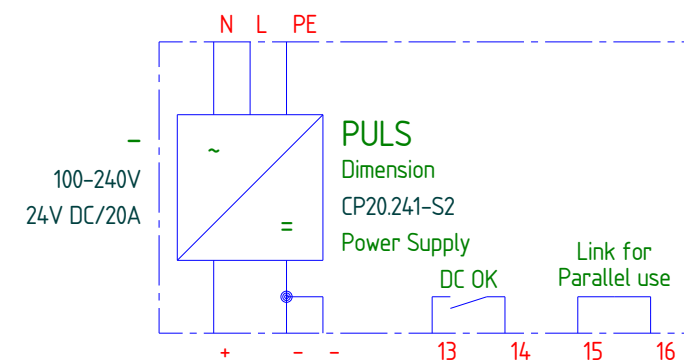 N L PE
–
100-240V
24V DC/20A
~
=
PULS
Dimension
CP20.241-S2
Power Supply
DC OK
Link for
Parallel use
+ – – 13 14 15 16